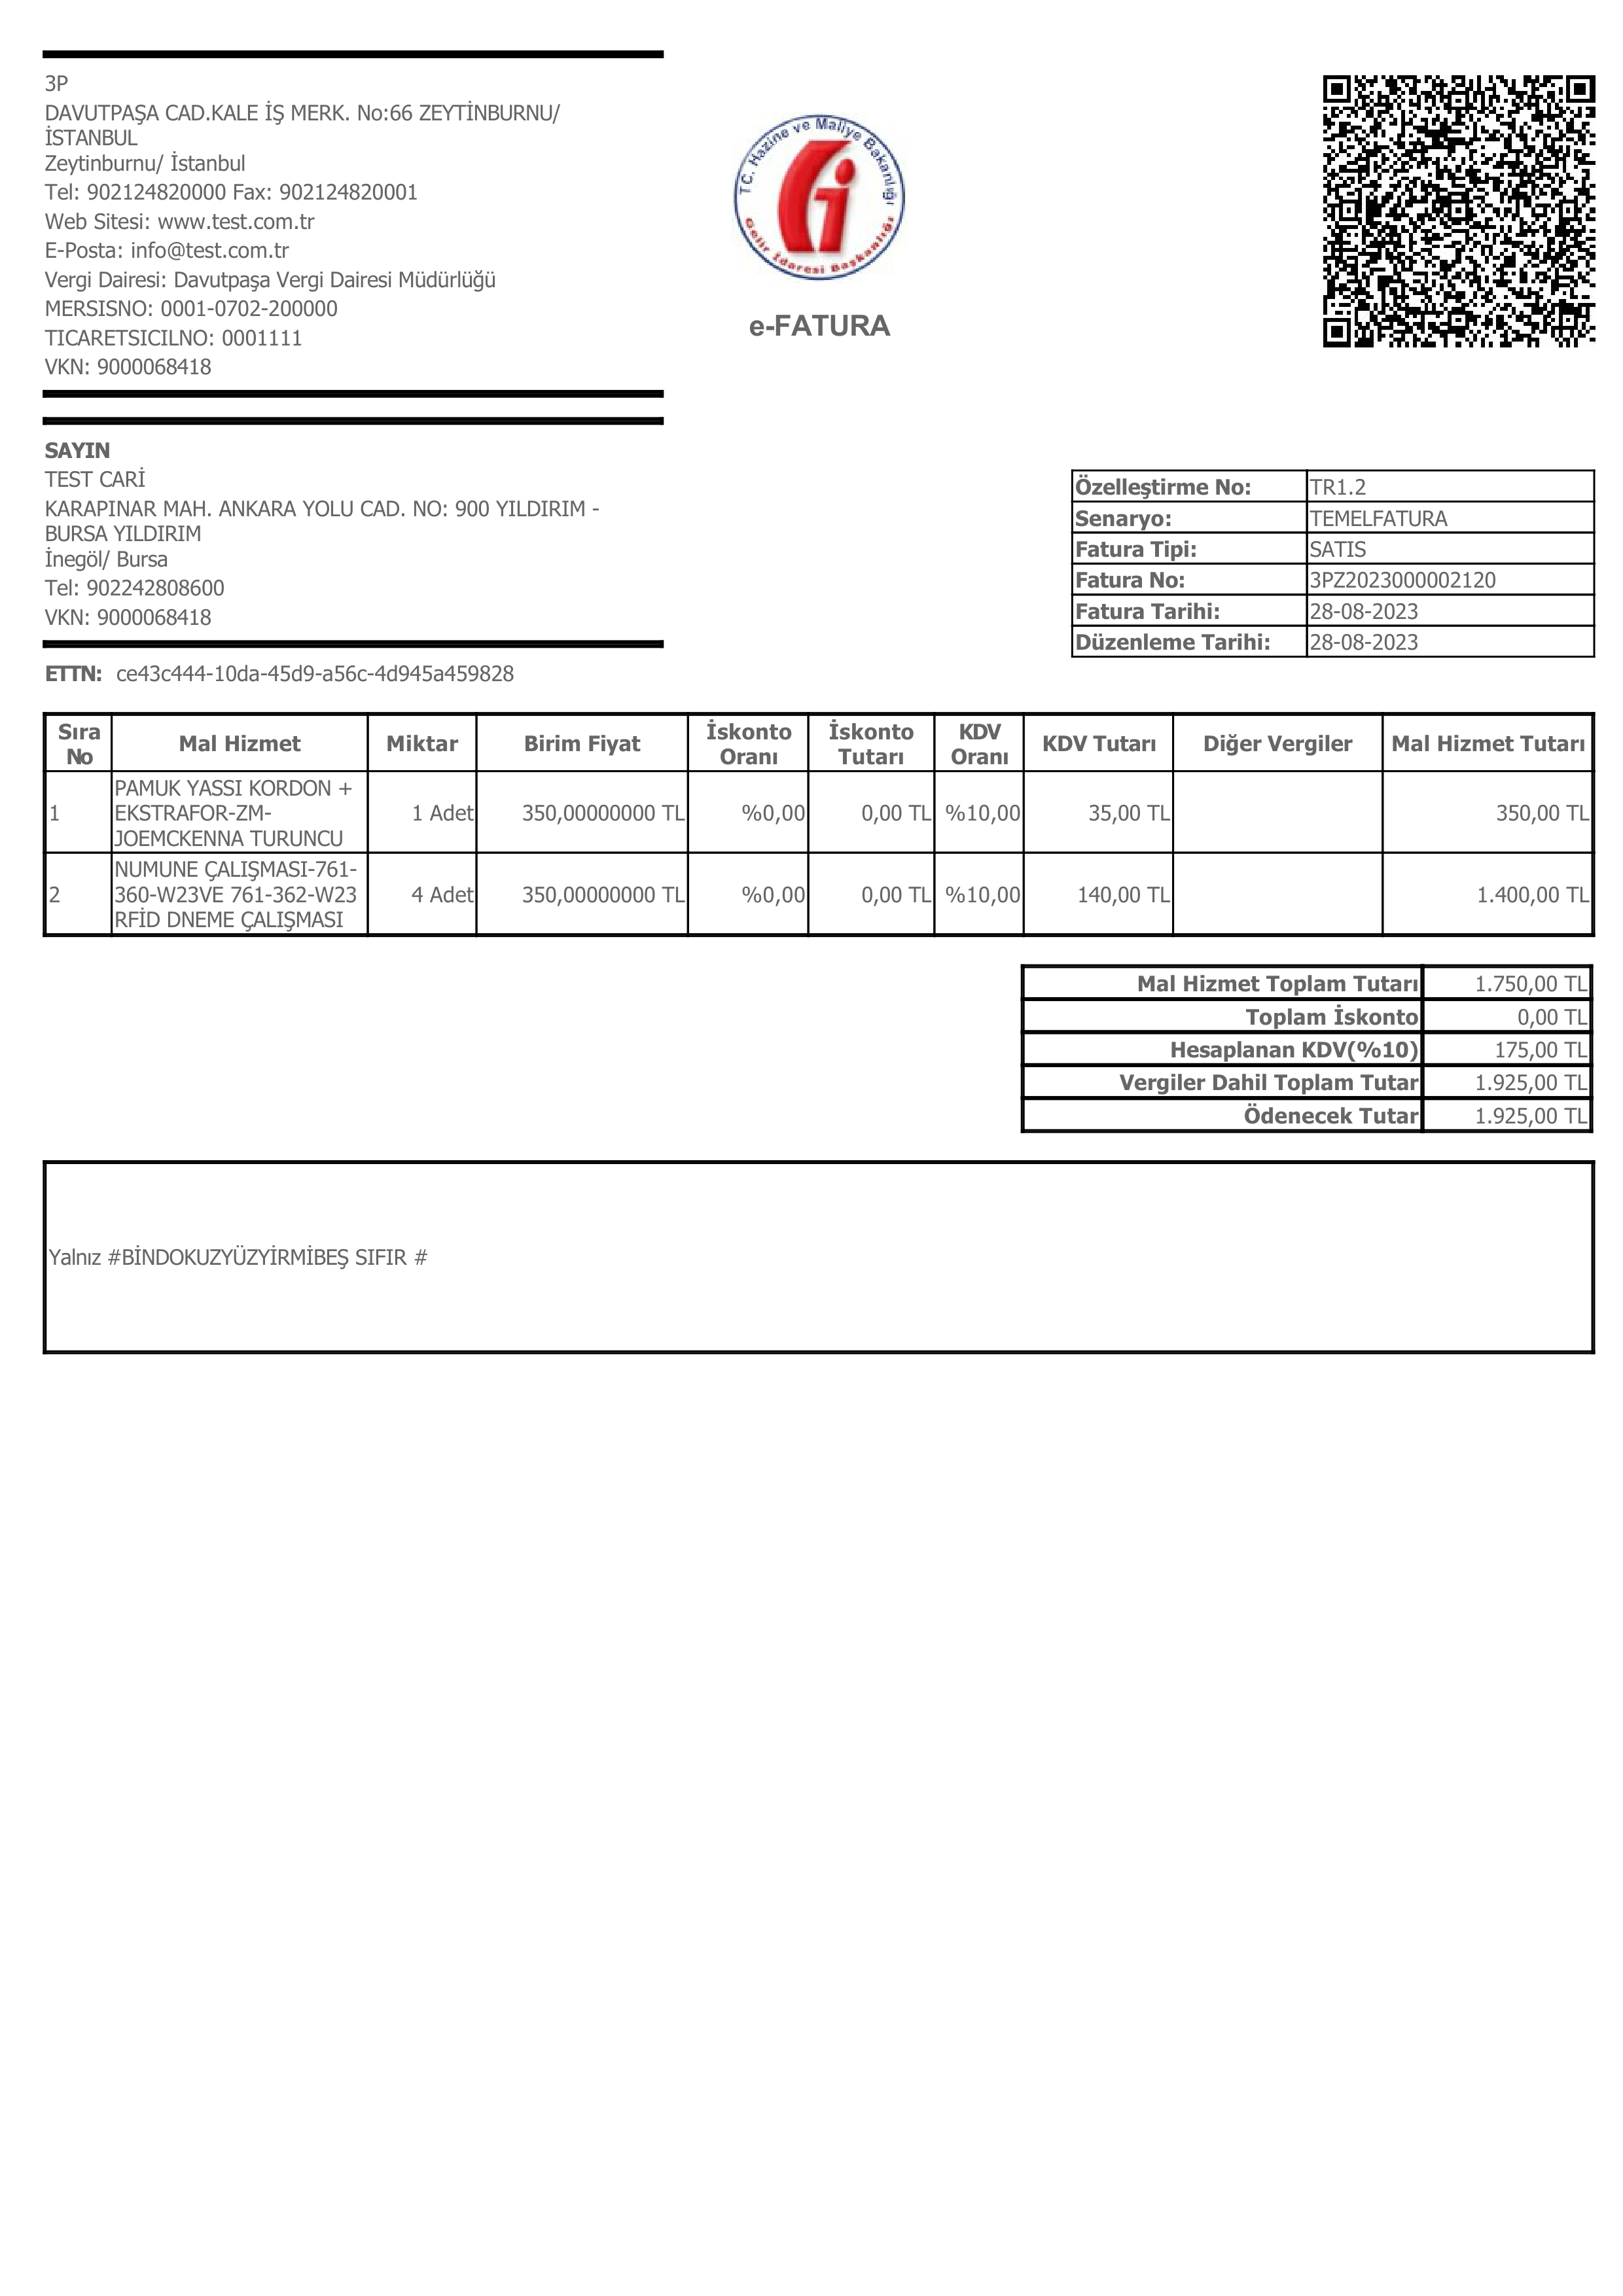 3P
DAVUTPAŞA CAD.KALE İŞ MERK. No:66 ZEYTİNBURNU/
İSTANBUL
Zeytinburnu/ İstanbul
Tel: 902124820000 Fax: 902124820001
Web Sitesi: www.test.com.tr
E-Posta: info@test.com.tr
Vergi Dairesi: Davutpaşa Vergi Dairesi Müdürlüğü
MERSISNO: 0001-0702-200000
TICARETSICILNO: 0001111
VKN: 9000068418
TC. Hazine ve Maliye Bakanlığı
Gelir İdaresi Başkanlığı
e-FATURA
SAYIN
TEST CARİ
KARAPINAR MAH. ANKARA YOLU CAD. NO: 900 YILDIRIM -
BURSA YILDIRIM
İnegöl/ Bursa
Tel: 902242808600
VKN: 9000068418
Özelleştirme No: TR1.2
Senaryo: TEMELFATURA
Fatura Tipi: SATIS
Fatura No: 3PZ2023000002120
Fatura Tarihi: 28-08-2023
Düzenleme Tarihi: 28-08-2023
ETTN: ce43c444-10da-45d9-a56c-4d945a459828
Sıra No Mal Hizmet Miktar Birim Fiyat İskonto Oranı İskonto Tutarı KDV Oranı KDV Tutarı Diğer Vergiler Mal Hizmet Tutarı
PAMUK YASSI KORDON +
1 EKSTRAFOR-ZM- 1 Adet 350,00000000 TL %0,00 0,00 TL %10,00 35,00 TL 350,00 TL
JOEMCKENNA TURUNCU
NUMUNE ÇALIŞMASI-761-
2 360-W23VE 761-362-W23 4 Adet 350,00000000 TL %0,00 0,00 TL %10,00 140,00 TL 1.400,00 TL
RFİD DNEME ÇALIŞMASI
Mal Hizmet Toplam Tutarı 1.750,00 TL
Toplam İskonto 0,00 TL
Hesaplanan KDV(%10) 175,00 TL
Vergiler Dahil Toplam Tutar 1.925,00 TL
Ödenecek Tutar 1.925,00 TL
Yalnız #BİNDOKUZYÜZYİRMİBEŞ SIFIR #